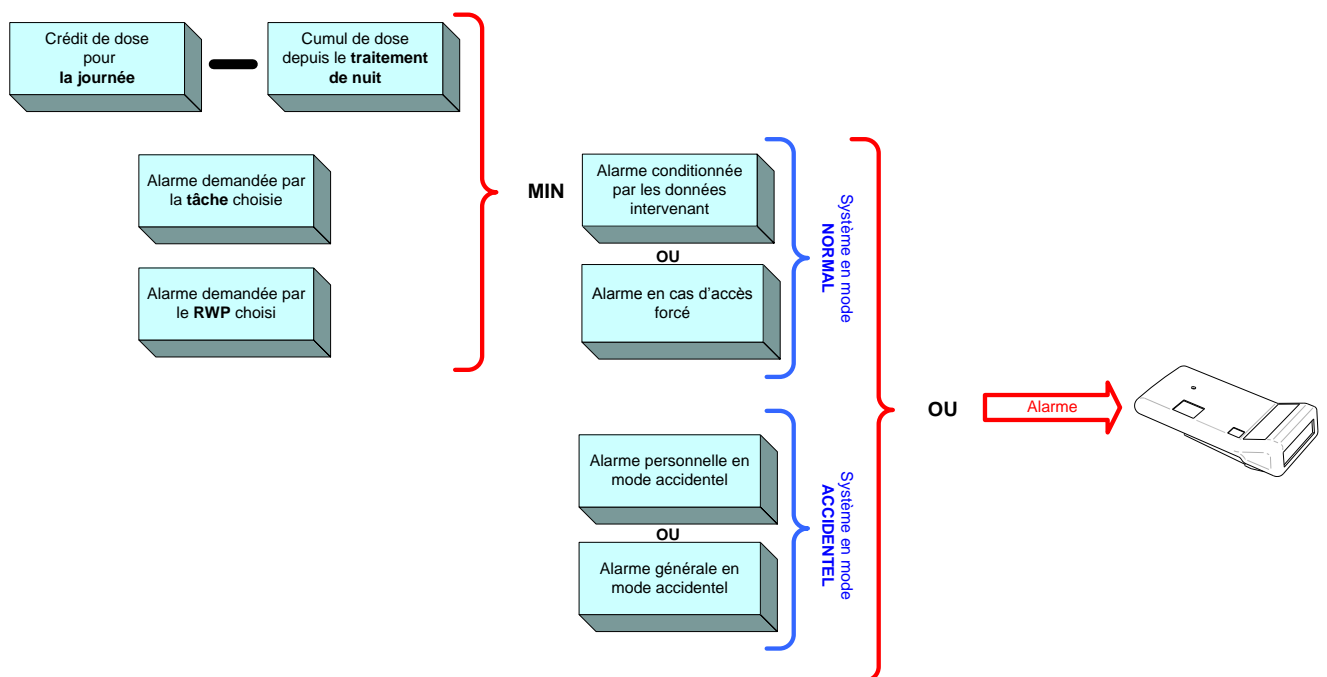 Crédit de dose
pour
la journée
Cumul de dose
depuis le traitement
de nuit
Alarme demandée par
la tâche choisie
Alarme demandée par
le RWP choisi
MIN
Alarme conditionnée
par les données
intervenant
OU
Alarme en cas d'accès
forcé
Système en mode
NORMAL
Alarme personnelle en
mode accidentel
OU
Alarme générale en
mode accidentel
Système en mode
ACCIDENTEL
OU
Alarme